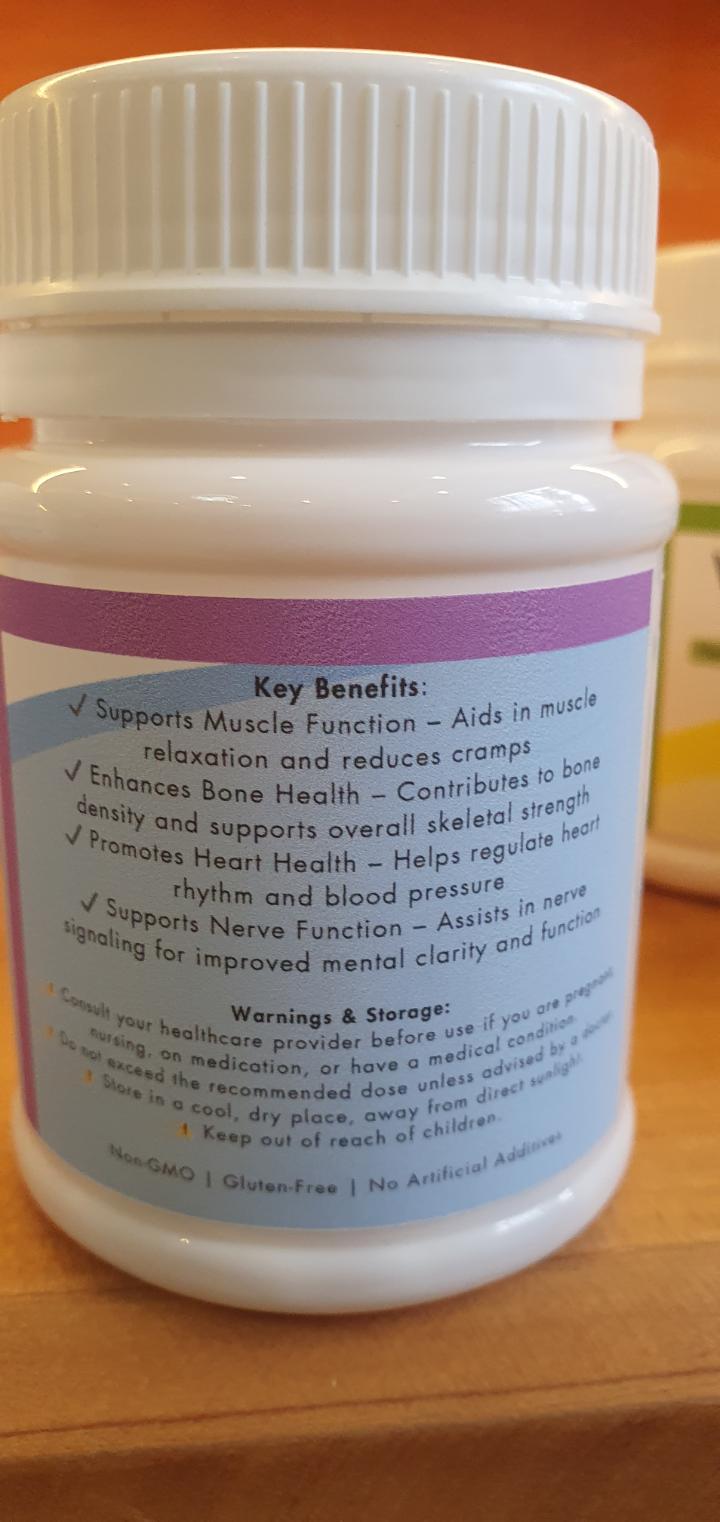 Key Benefits:
✓ Supports Muscle Function – Aids in muscle
relaxation and reduces cramps
✓ Enhances Bone Health – Contributes to bone
density and supports overall skeletal strength
✓ Promotes Heart Health – Helps regulate heart
rhythm and blood pressure
✓ Supports Nerve Function – Assists in nerve
signaling for improved mental clarity and function
Warnings & Storage:
Consult your healthcare provider before use if you are pregnant,
nursing, on medication, or have a medical condition.
Do not exceed the recommended dose unless advised by a doctor.
Store in a cool, dry place, away from direct sunlight.
Keep out of reach of children.
Non-GMO | Gluten-Free | No Artificial Additives